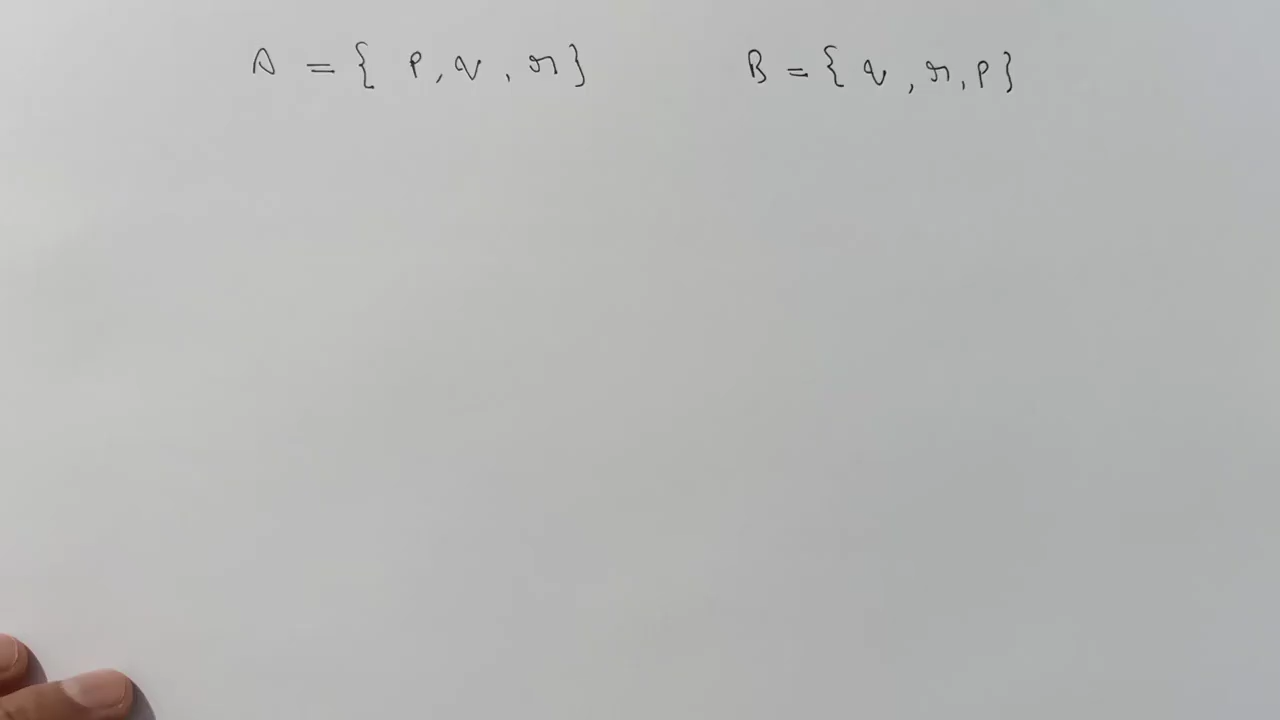 A = { p, q, r }   B = { q, r, p }